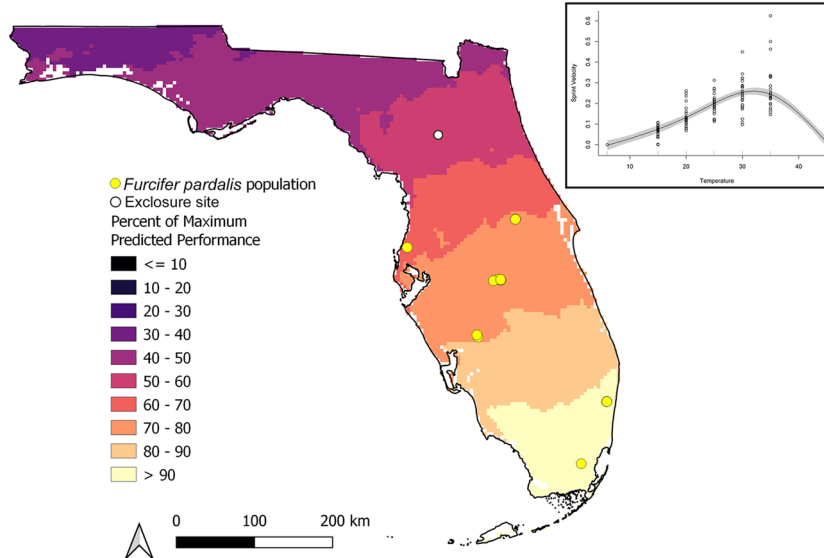 0.6
0.5
0.4
0.3
0.2
0.1
0.0
Sprint Velocity
10
20
30
40
Temperature
Furcifer pardalis population
Exclosure site
Percent of Maximum
Predicted Performance
<= 10
10 - 20
20 - 30
30 - 40
40 - 50
50 - 60
60 - 70
70 - 80
80 - 90
> 90
0
100
200 km